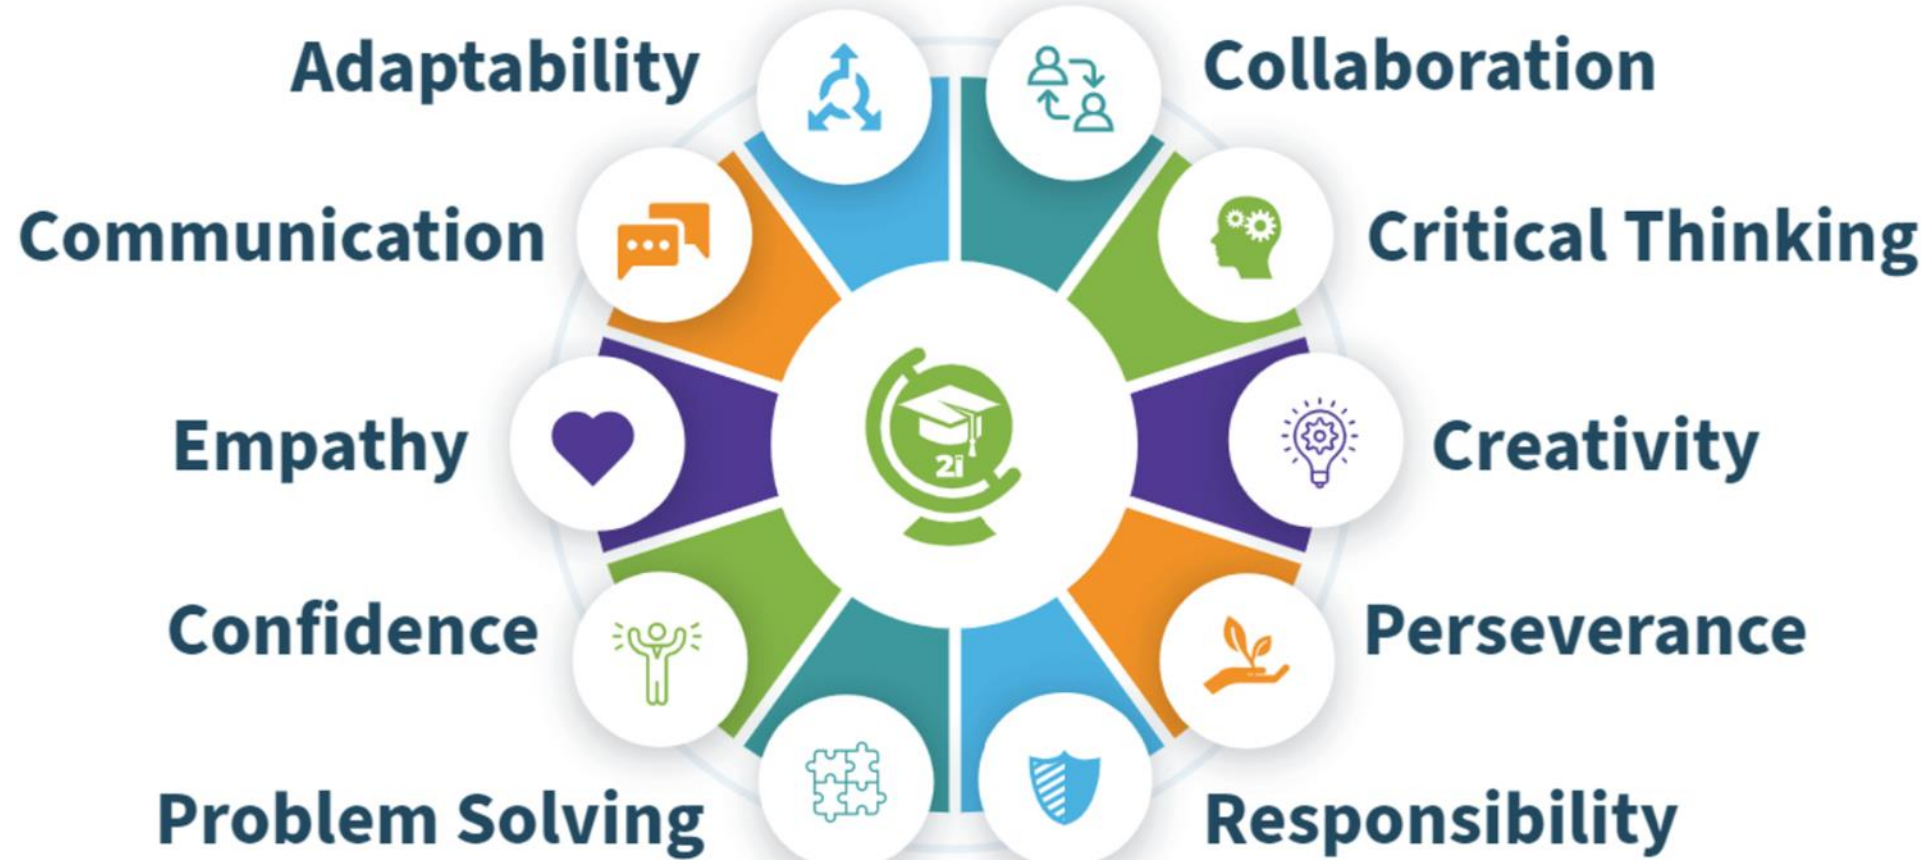 Adaptability
Collaboration
Communication
Critical Thinking
Empathy
2i
Creativity
Confidence
Perseverance
Problem Solving
Responsibility